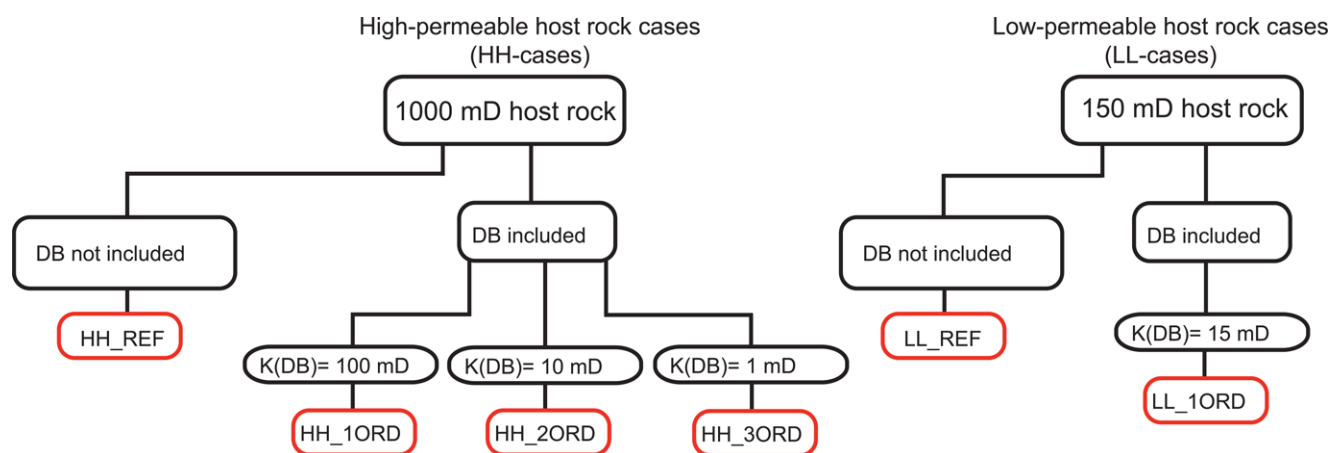 High-permeable host rock cases
(HH-cases)
1000 mD host rock
DB not included
DB included
HH_REF
K(DB)= 100 mD
K(DB)= 10 mD
K(DB)= 1 mD
HH_1ORD
HH_2ORD
HH_3ORD
Low-permeable host rock cases
(LL-cases)
150 mD host rock
DB not included
DB included
LL_REF
K(DB)= 15 mD
LL_1ORD